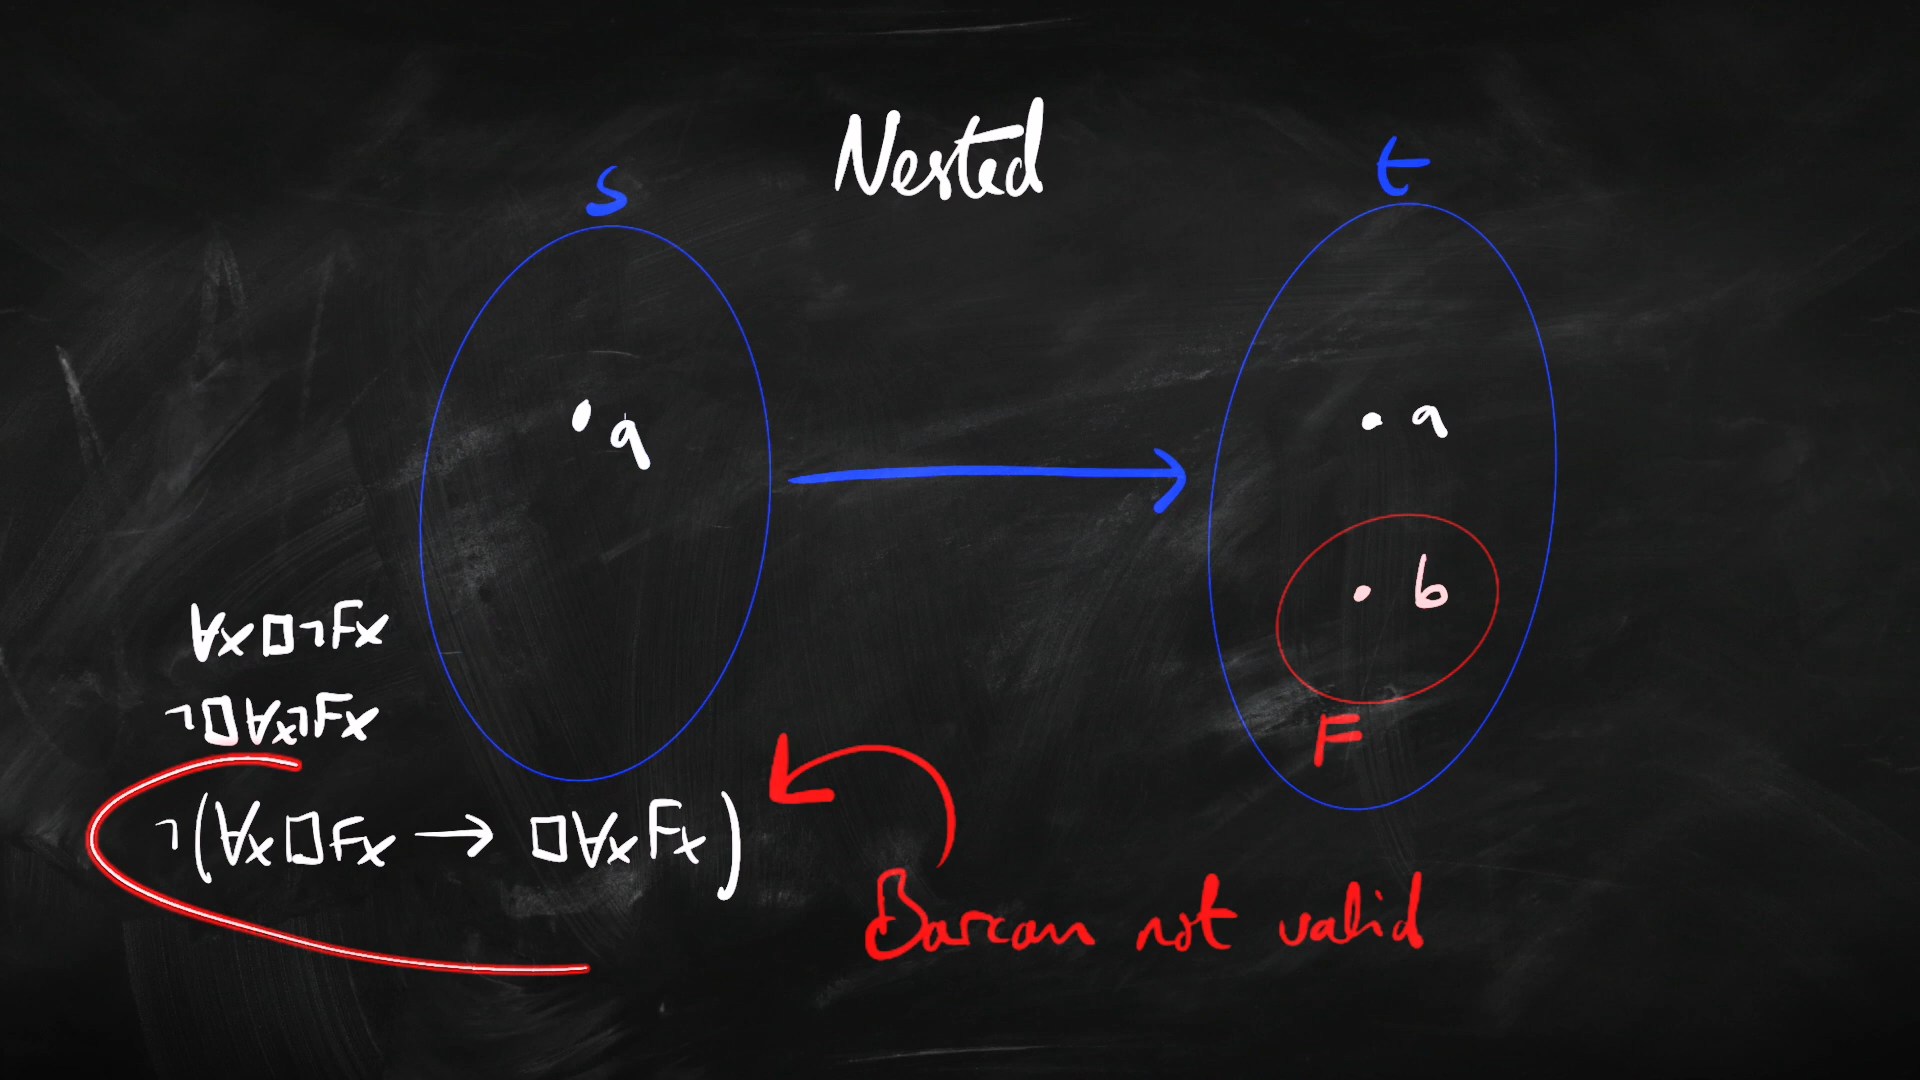 Nested
s
t
a
a
b
F
∀x□¬Fx
¬□∀x¬Fx
¬(∀x□Fx → □∀xFx)
Barcan not valid